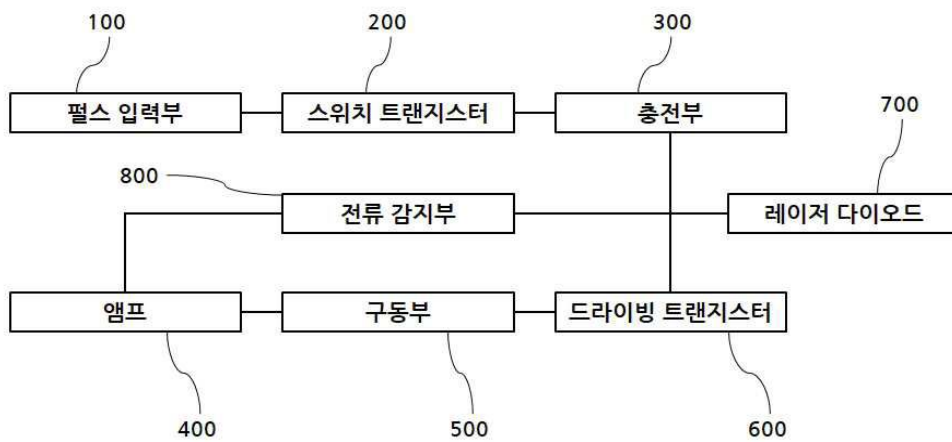 100
200
300
펄스 입력부
스위치 트랜지스터
충전부
700
800
전류 감지부
레이저 다이오드
앰프
구동부
드라이빙 트랜지스터
400
500
600